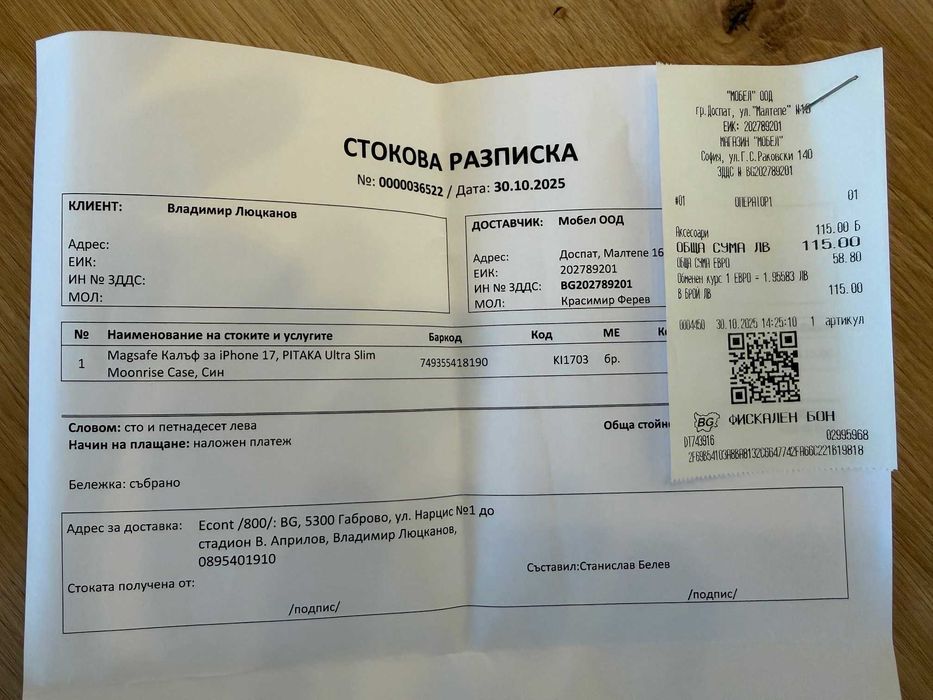 СТОКОВА РАЗПИСКА
№: 0000036522 / Дата: 30.10.2025
КЛИЕНТ: Владимир Люцканов
Адрес:
ЕИК:
ИН № ЗДДС:
МОЛ:
ДОСТАВЧИК: Мобел ООД
Адрес: Доспат, Малтепе 16
ЕИК: 202789201
ИН № ЗДДС: BG202789201
МОЛ: Красимир Ферев
№ Наименование на стоките и услугите Баркод Код МЕ
1 Magsafe Калъф за iPhone 17, PITAKA Ultra Slim 749355418190 KI1703 бр.
Moonrise Case, Син
Словом: сто и петнадесет лева
Обща стойн
Начин на плащане: наложен платеж
Бележка: събрано
Адрес за доставка: Econt /800/: BG, 5300 Габрово, ул. Нарцис №1 до
стадион В. Априлов, Владимир Люцканов,
0895401910
Стоката получена от:
/подпис/
Съставил:Станислав Белев
/подпис/
"МОБЕЛ" ООД
гр.Доспат, ул."Малтепе"
ЕИК: 202789201
МАГАЗИН "МОБЕЛ"
София, ул.Г.С.Раковски 140
ЗДДС N BG202789201
#01 ОПЕРАТОР1 01
Аксесоари 115.00 Б
ОБЩА СУМА ЛВ 115.00
ОБЩА СУМА ЕВРО 58.80
Обменен курс 1 ЕВРО = 1.95583 ЛВ
В БРОЙ ЛВ 115.00
0004450 30.10.2025 14:25:10 1 артикул
BG ФИСКАЛЕН БОН
DT743916 02995968